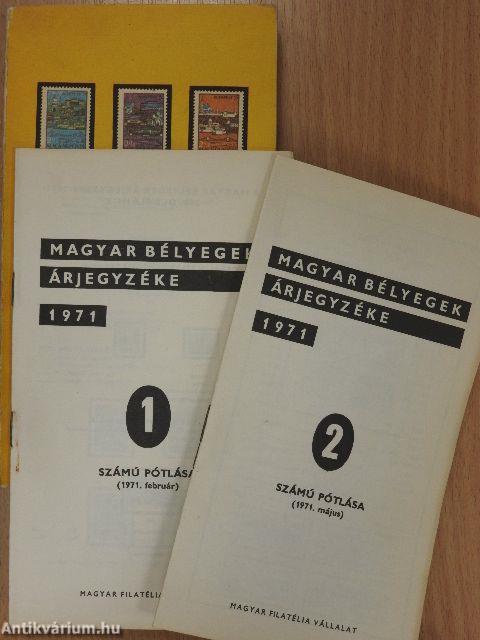 MAGYAR BÉLYEGEK
ÁRJEGYZÉKE
1971
1
SZÁMÚ PÓTLÁSA
(1971. február)
MAGYAR FILATÉLIA
MAGYAR BÉLYEGEK
ÁRJEGYZÉKE
1971
2
SZÁMÚ PÓTLÁSA
(1971. május)
MAGYAR FILATÉLIA VÁLLALAT
Antikvárium.hu